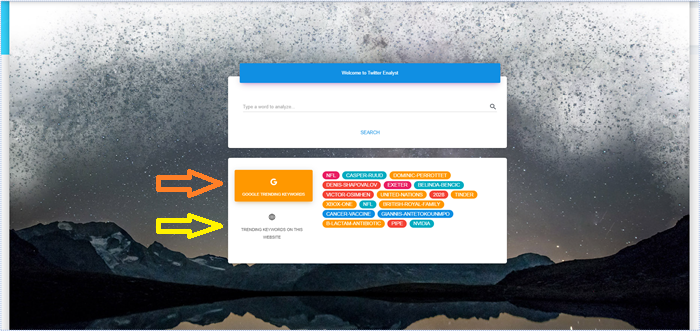 Welcome to Twitter Enalyst
Type a word to analyze...
SEARCH
G
GOOGLE TRENDING KEYWORDS
TRENDING KEYWORDS ON THIS
WEBSITE
NFL CASPER-RUUD DOMINIC-PERROTTET
DENIS-SHAPOVALOV EXETER BELINDA-BENCIC
VICTOR-OSIMHEN UNITED-NATIONS 2028 TINDER
XBOX-ONE NFL BRITISH-ROYAL-FAMILY
CANCER-VACCINE GIANNIS-ANTETOKOUNMPO
Β-LACTAM-ANTIBIOTIC PIPE NVIDIA